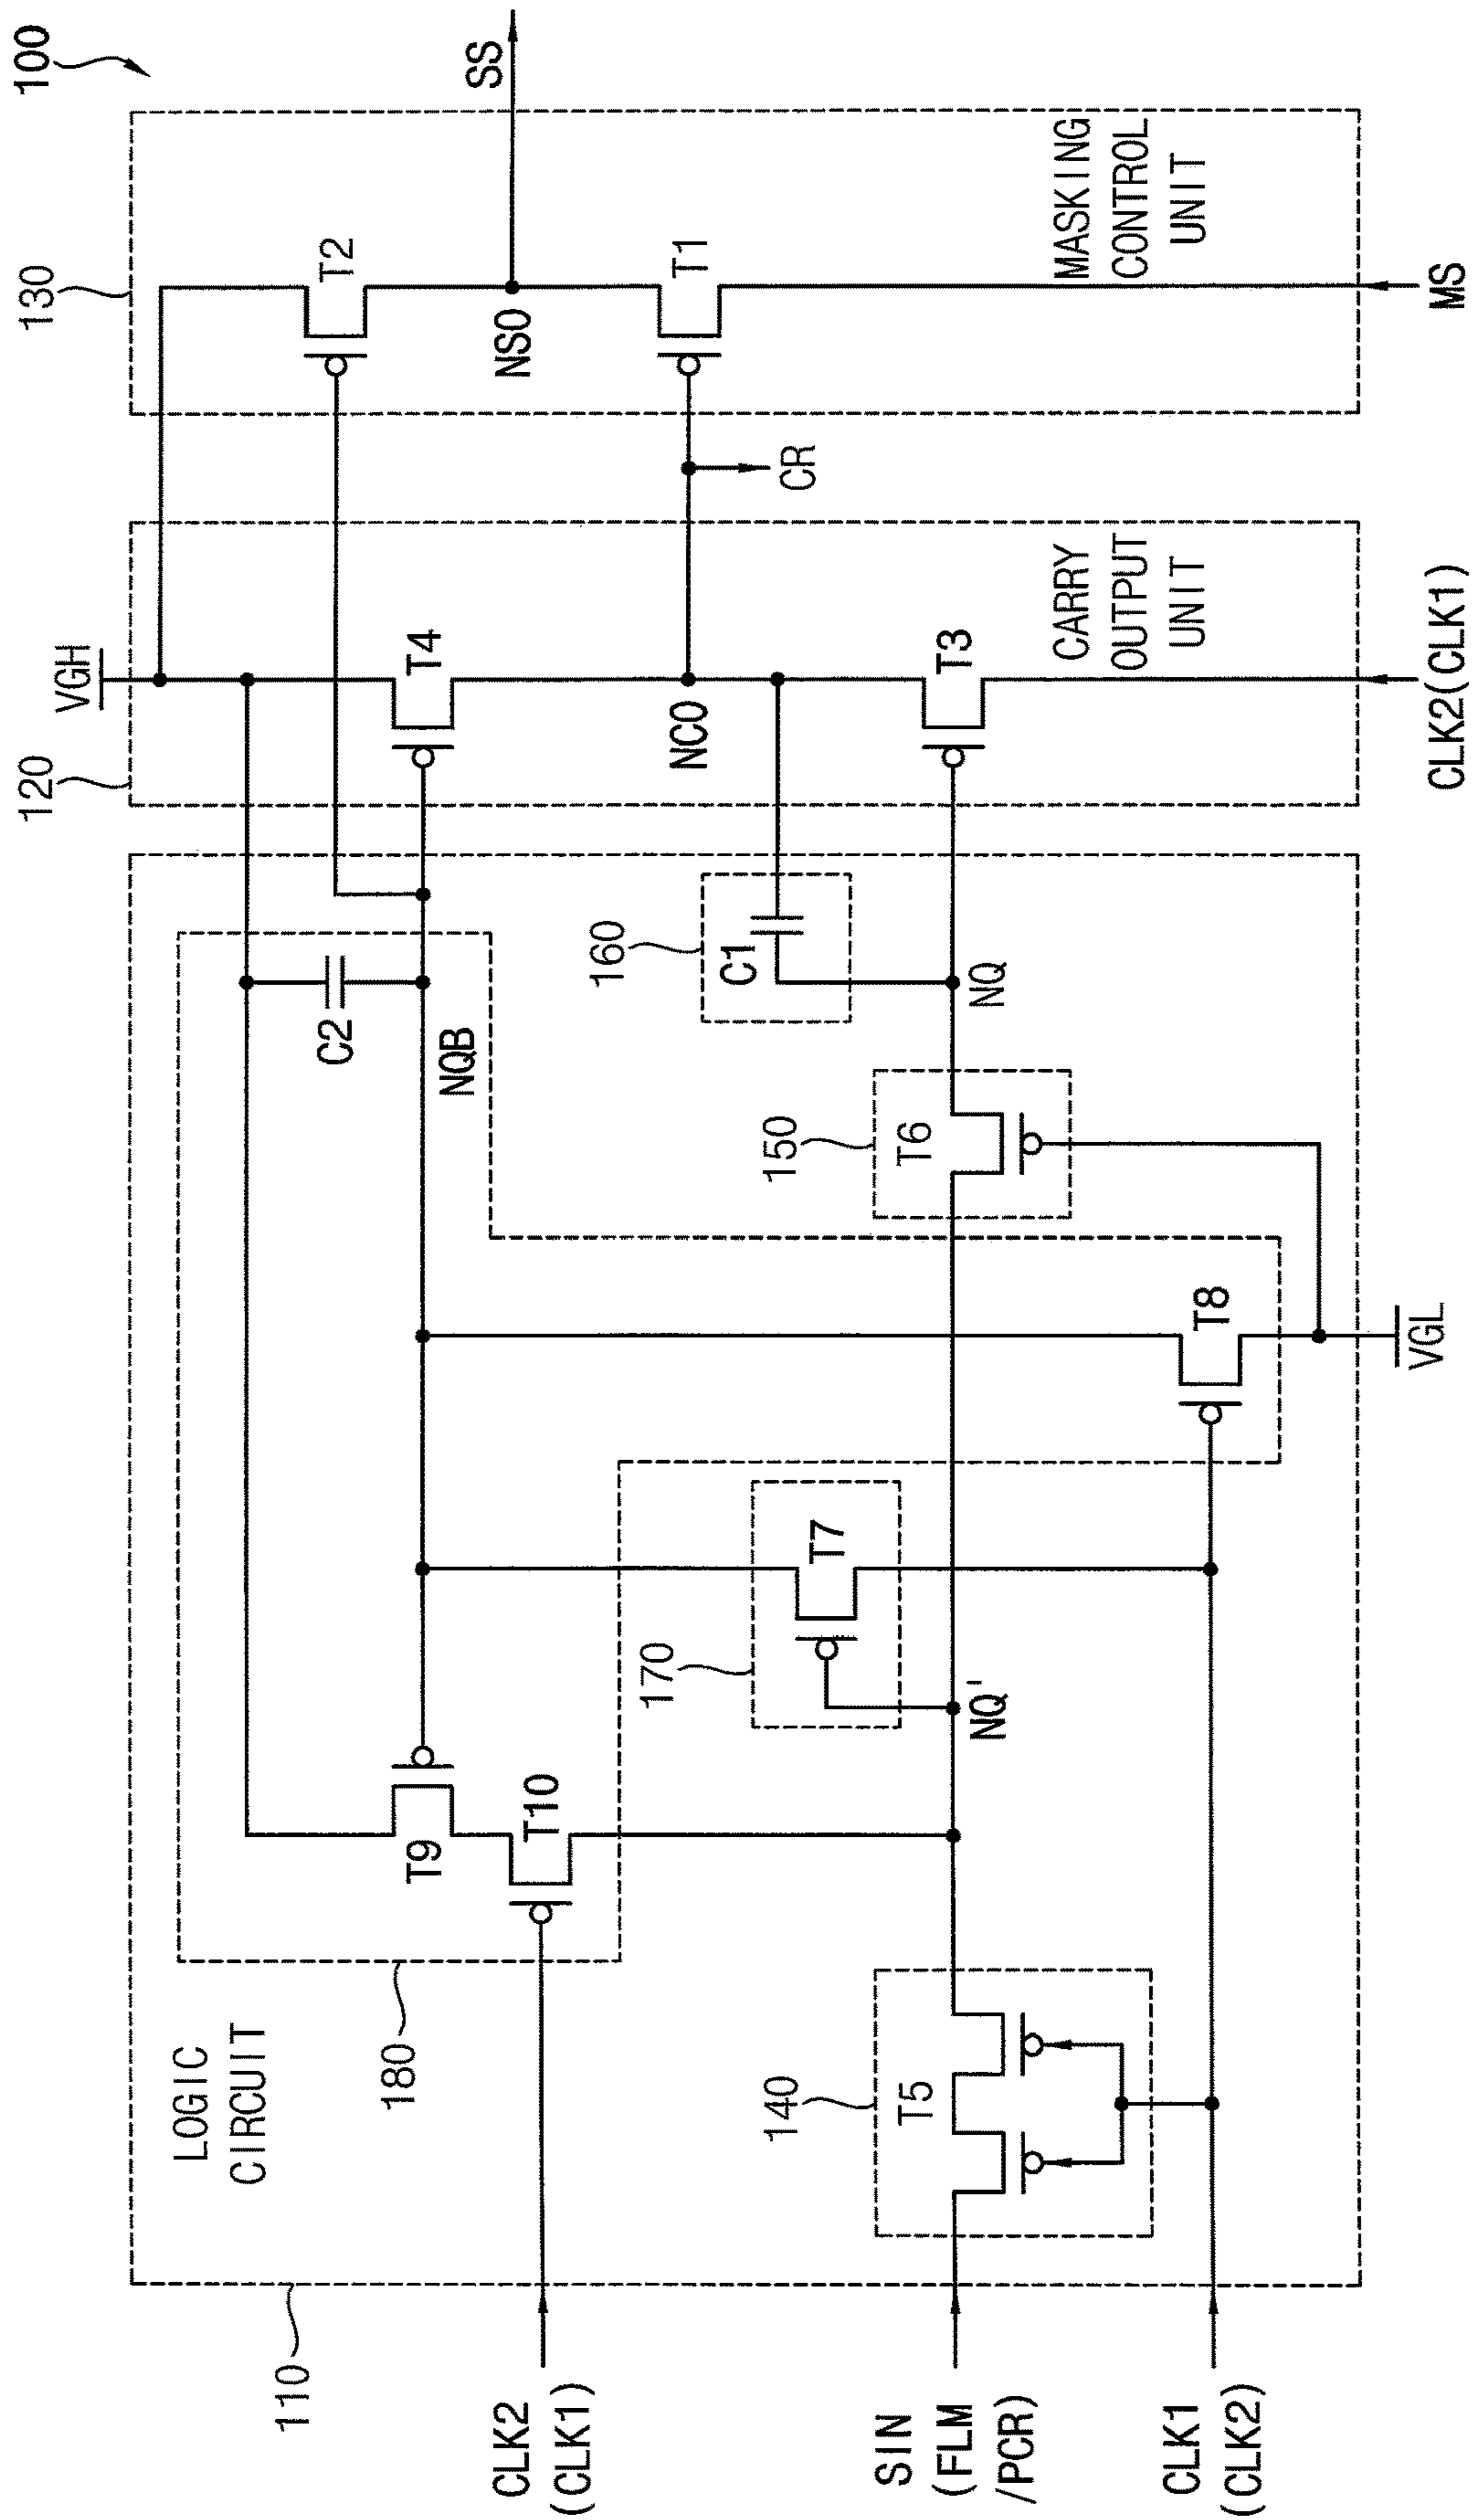 100
SS
130
T2
NSO
T1
MASKING
CONTROL
UNIT
MS
CR
120
VGH
T4
NCO
T3
CARRY
OUTPUT
UNIT
CLK2(CLK1)
160
C1
C2
NQB
NQ
150
T6
T8
VGL
170
T7
NQ'
T9
T10
LOGIC
CIRCUIT
180
140
T5
110
CLK2
(CLK1)
SIN
(FLM
/PCR)
CLK1
(CLK2)